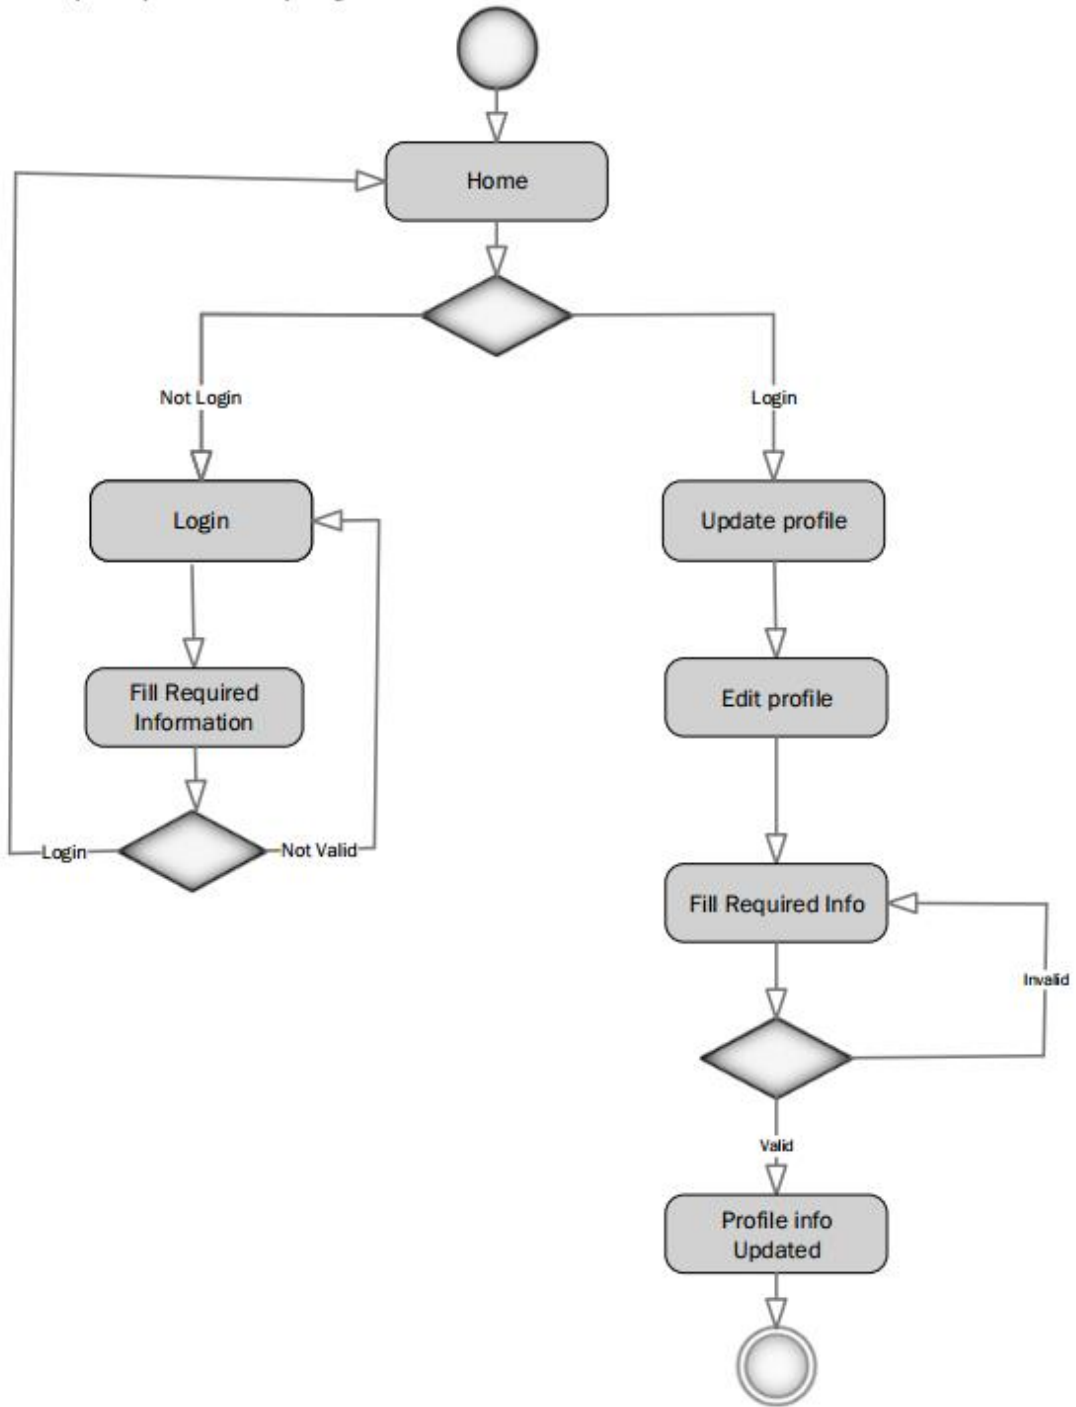 Home
Not Login
Login
Login
Update profile
Fill Required
Information
Edit profile
Login
Not Valid
Fill Required Info
Invalid
Valid
Profile info
Updated